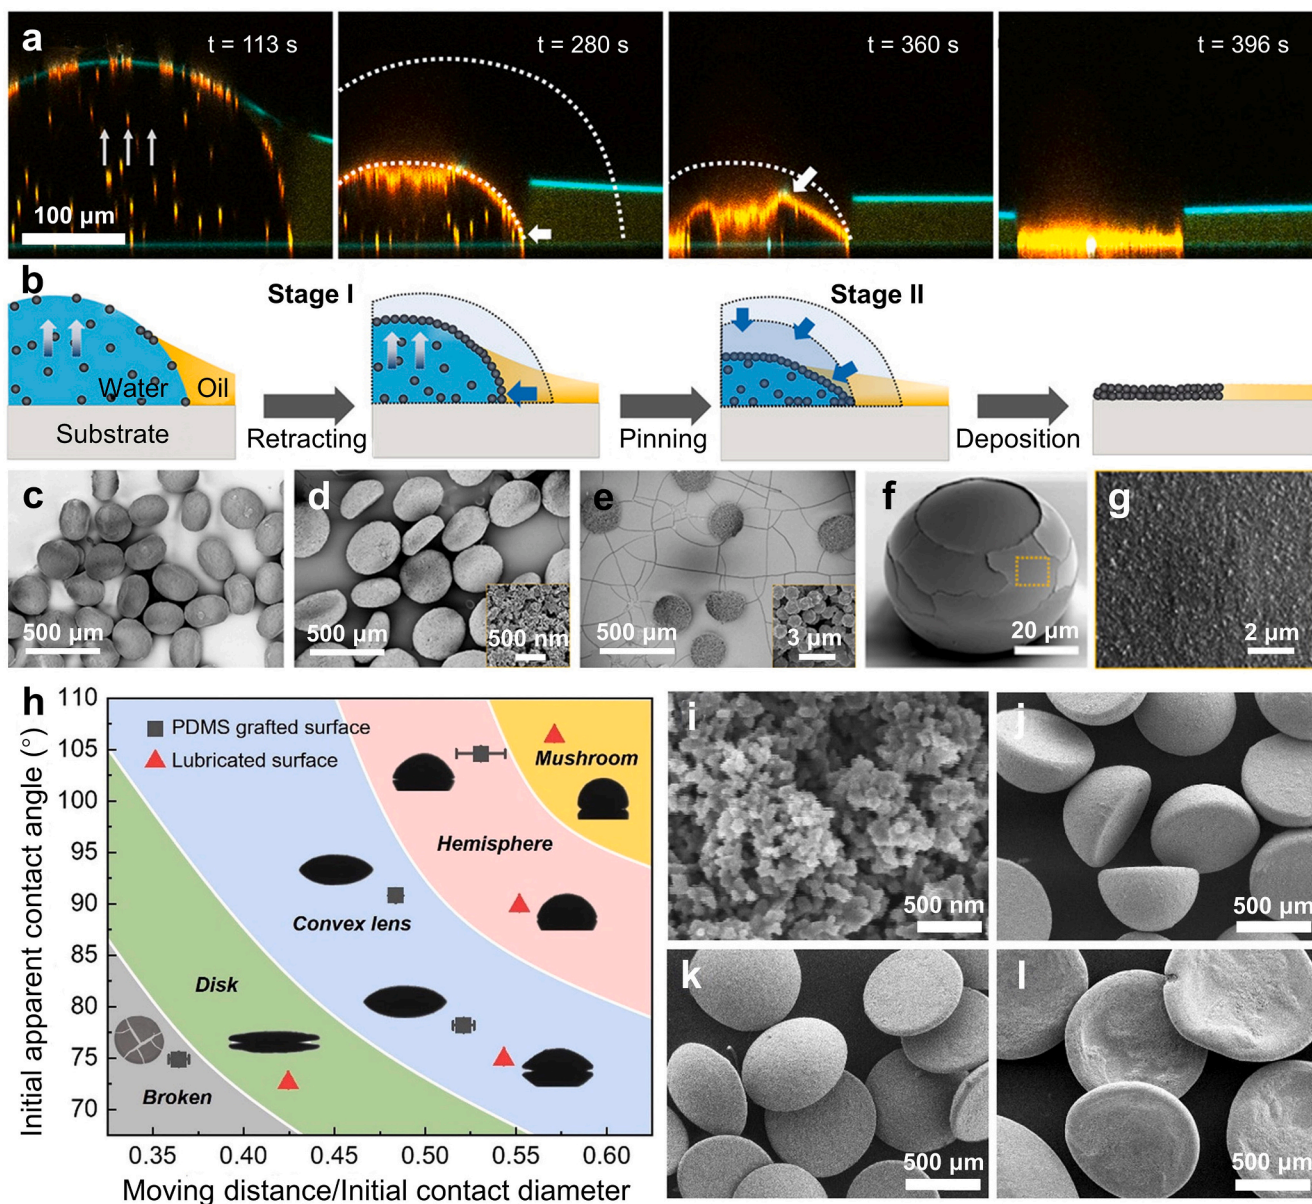 a
t = 113 s
t = 280 s
t = 360 s
t = 396 s
100 µm
b
Stage I
Stage II
Water
Oil
Substrate
Retracting
Pinning
Deposition
c
500 µm
d
500 µm
500 nm
e
500 µm
3 µm
f
20 µm
g
2 µm
h
PDMS grafted surface
Lubricated surface
Mushroom
Hemisphere
Convex lens
Disk
Broken
Initial apparent contact angle (°)
110
105
100
95
90
85
80
75
70
0.35
0.40
0.45
0.50
0.55
0.60
Moving distance/Initial contact diameter
i
500 nm
j
500 µm
k
500 µm
l
500 µm